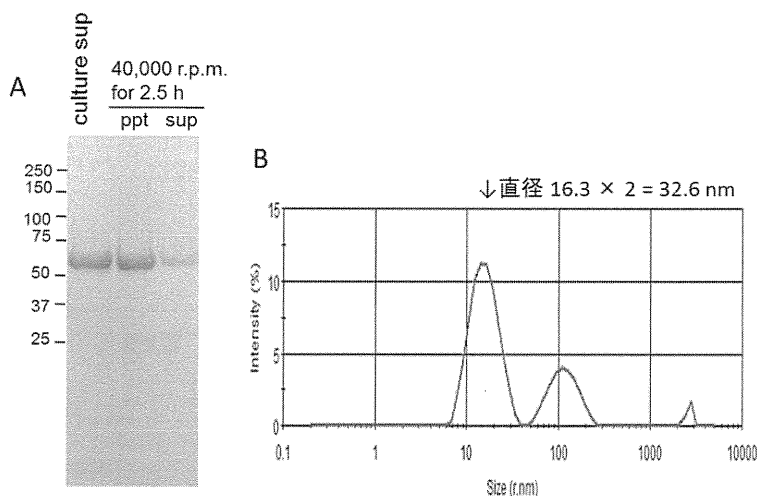 A
culture sup
40,000 r.p.m.
for 2.5 h
ppt sup
250
150
100
75
50
37
25
B
↓直径 16.3 × 2 = 32.6 nm
Intensity (%)
15
10
5
0
0.1 1 10 100 1000 10000
Size (r.nm)